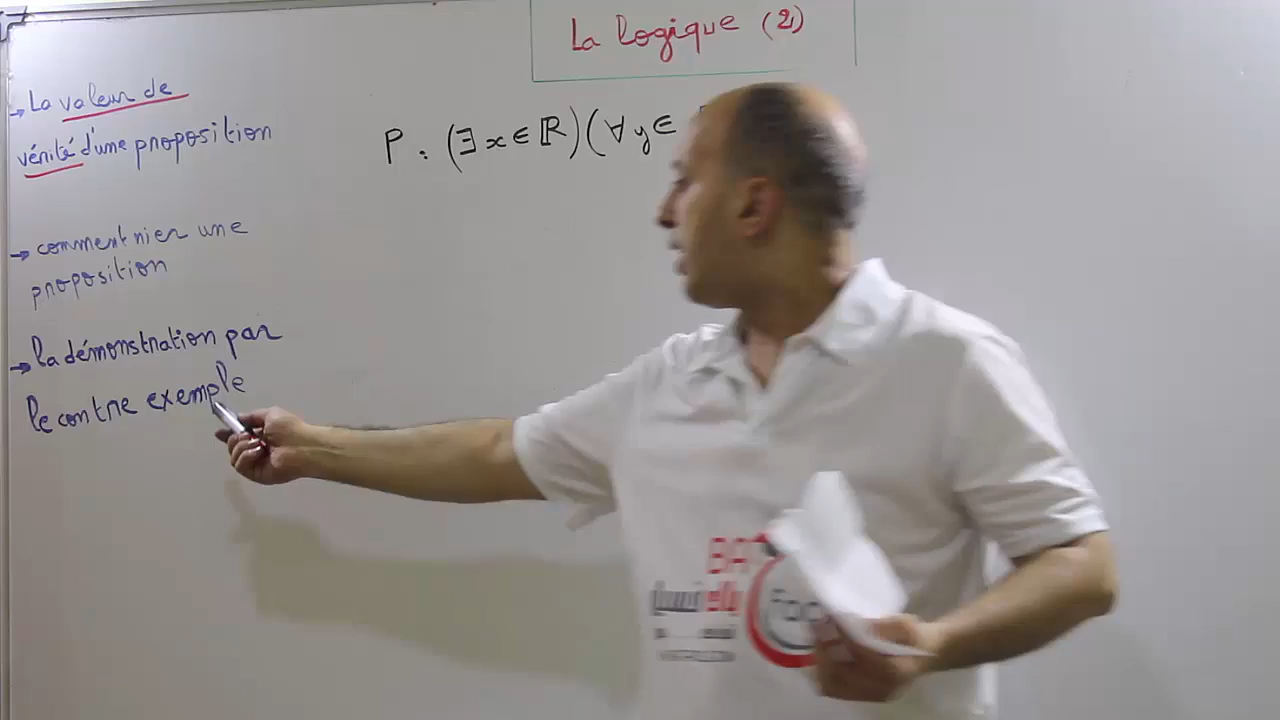 La logique (2)
→ La valeur de
vérité d'une proposition
P : (∃ x ∈ ℝ)(∀ y ∈
→ comment nier une
proposition
→ la démonstration par
le contre exemple